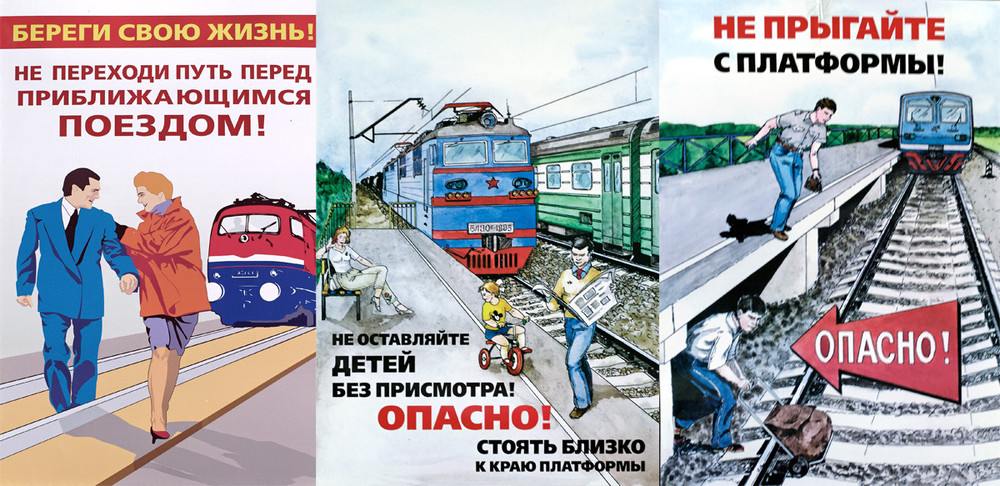 БЕРЕГИ СВОЮ ЖИЗНЬ!
НЕ ПЕРЕХОДИ ПУТЬ ПЕРЕД
ПРИБЛИЖАЮЩИМСЯ
ПОЕЗДОМ!
НЕ ОСТАВЛЯЙТЕ
ДЕТЕЙ
БЕЗ ПРИСМОТРА!
ОПАСНО!
СТОЯТЬ БЛИЗКО
К КРАЮ ПЛАТФОРМЫ
НЕ ПРЫГАЙТЕ
С ПЛАТФОРМЫ!
ОПАСНО!